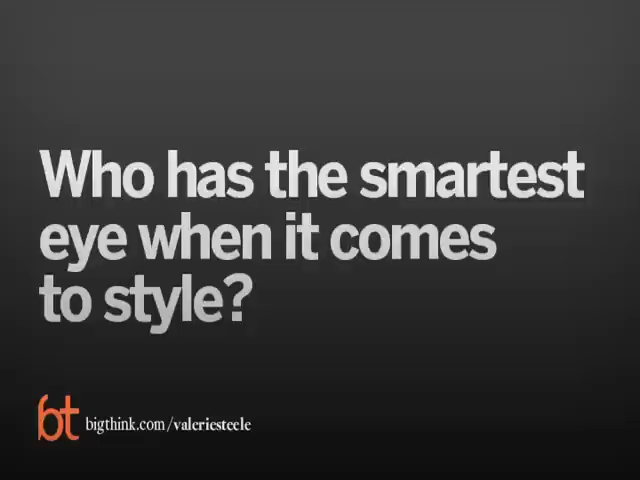 Who has the smartest
eye when it comes
to style?
bt bigthink.com/valeriesteele